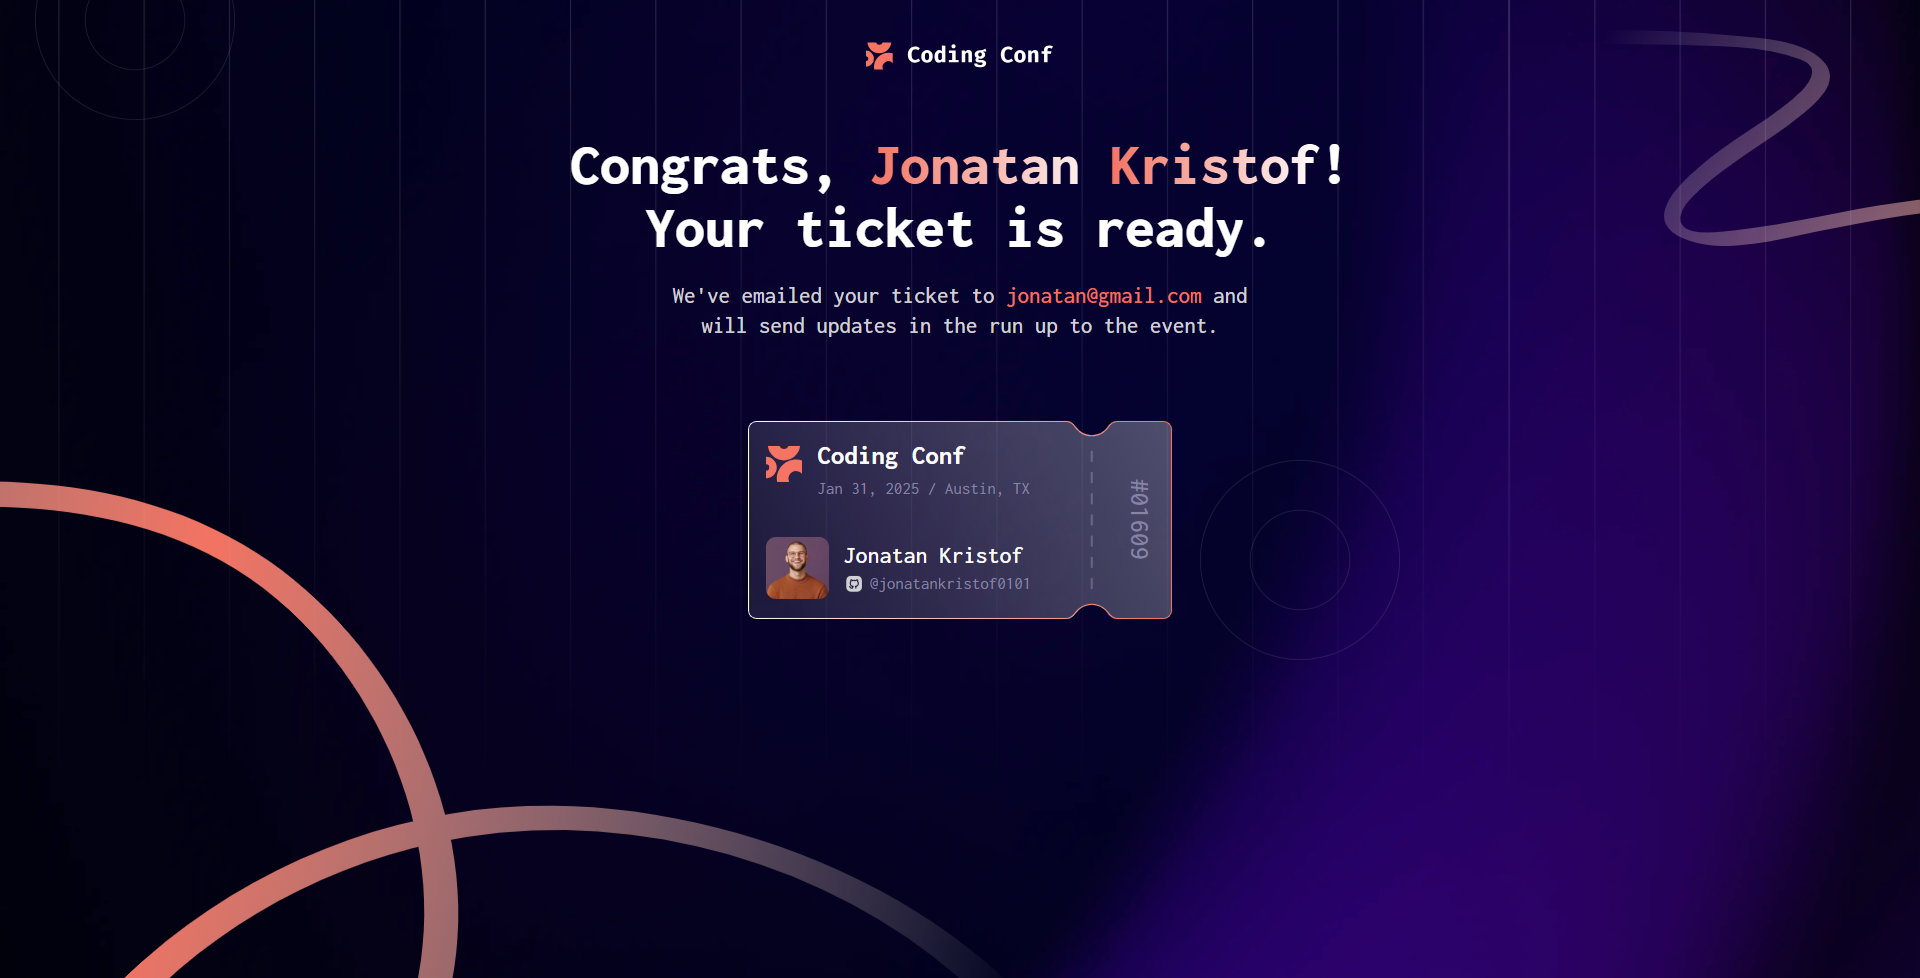 Coding Conf
Congrats, Jonatan Kristof!
Your ticket is ready.
We've emailed your ticket to jonatan@gmail.com and
will send updates in the run up to the event.
Coding Conf
Jan 31, 2025 / Austin, TX
Jonatan Kristof
@jonatankristof0101
#01609